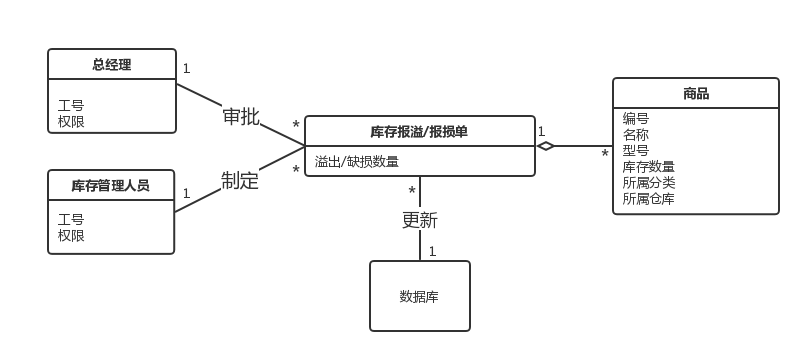 总经理
1
工号
权限
审批
*
库存管理人员
1
工号
权限
制定
*
库存报溢/报损单
溢出/缺损数量
1
*
商品
编号
名称
型号
库存数量
所属分类
所属仓库
*
更新
1
数据库